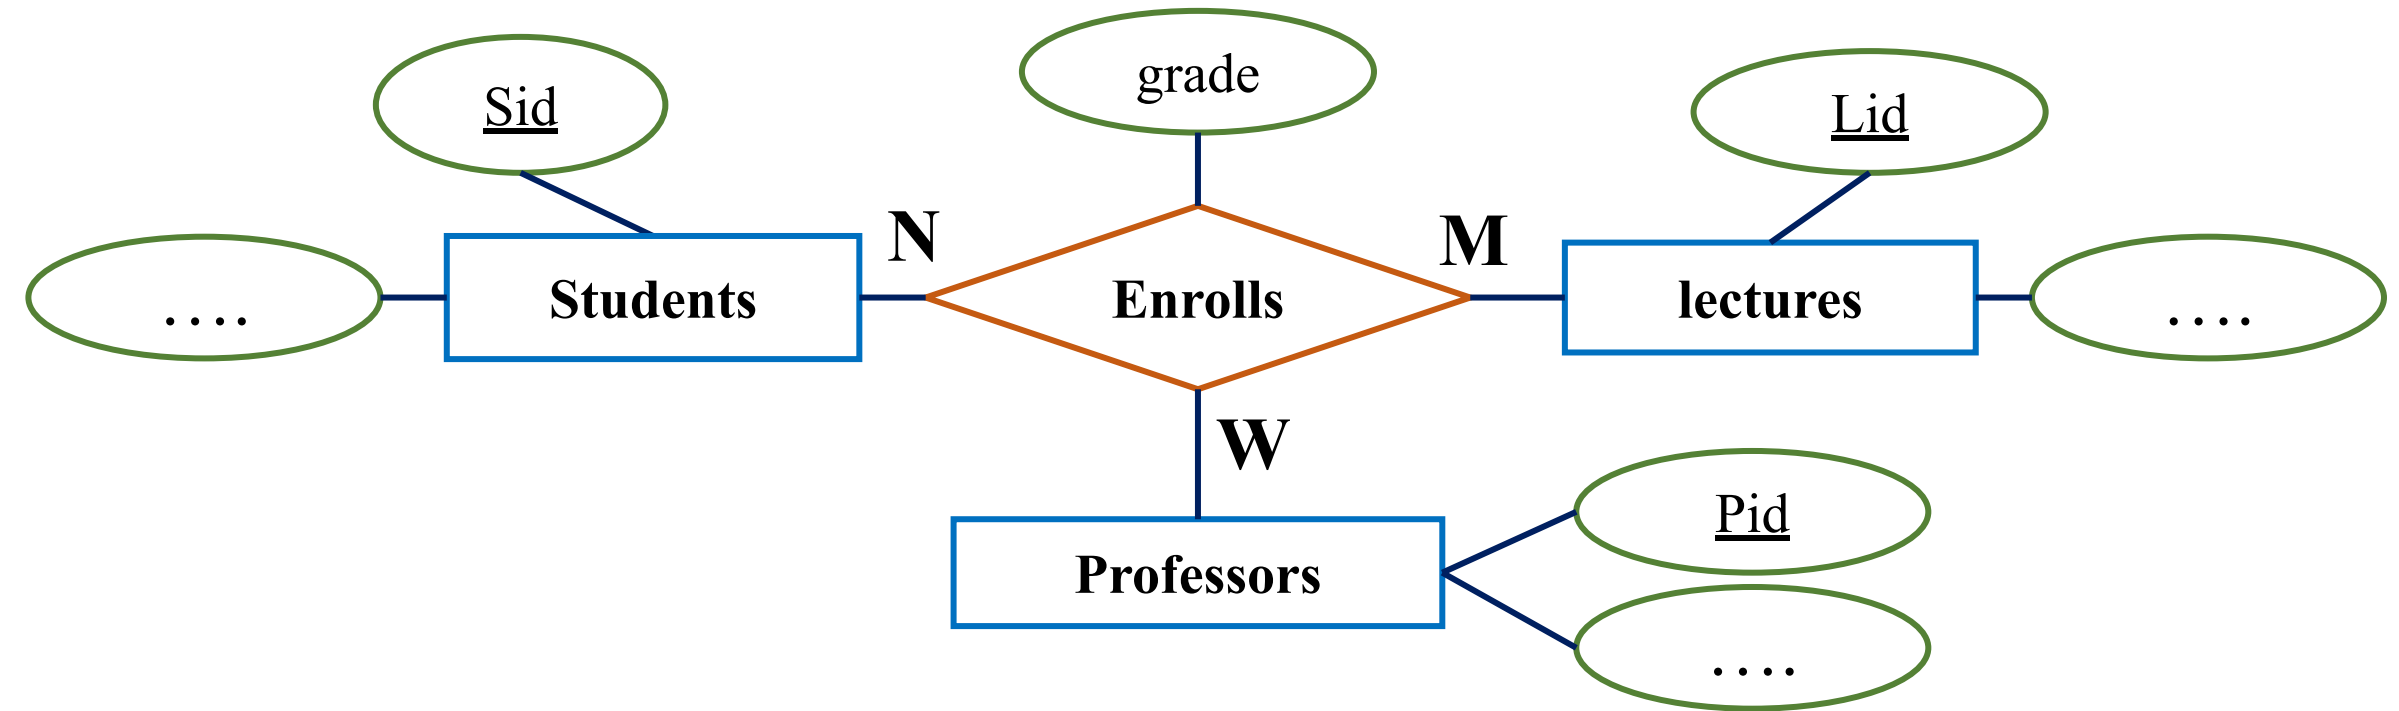 grade
Sid
Lid
N
M
Students
Enrolls
lectures
....
....
W
Pid
Professors
....